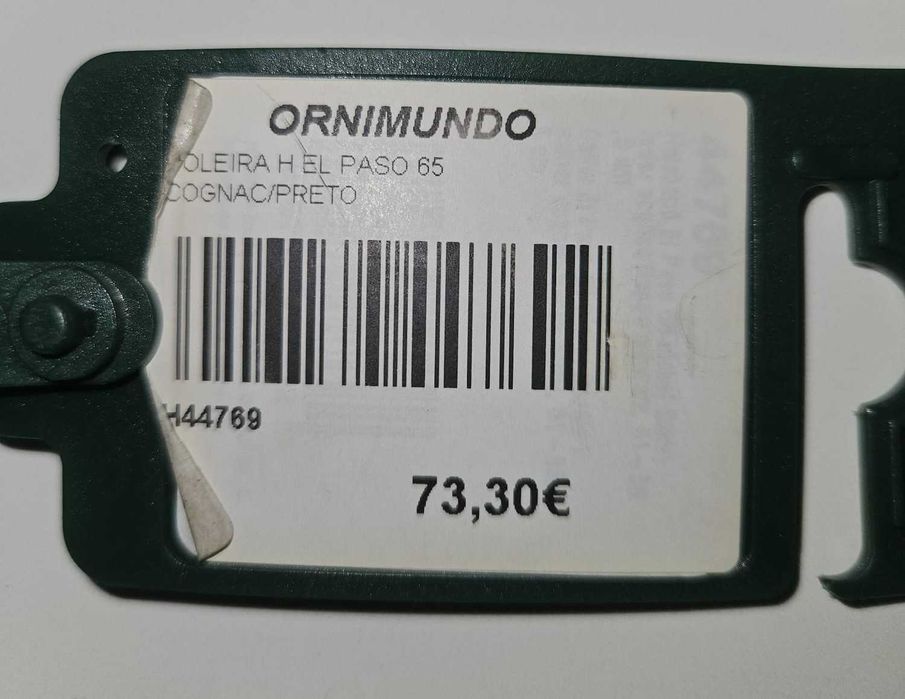 ORNIMUNDO
OLEIRA H EL PASO 65
COGNAC/PRETO
H44769
73,30€